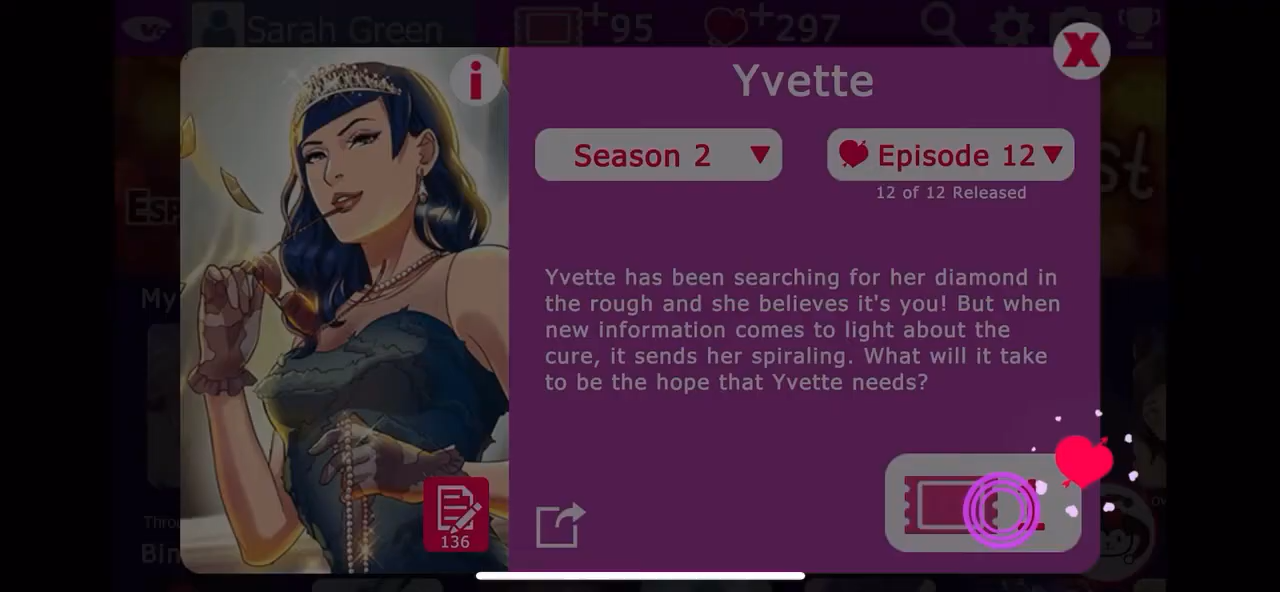 Sarah Green
+95
+297
Yvette
Season 2
Episode 12
12 of 12 Released
Yvette has been searching for her diamond in
the rough and she believes it's you! But when
new information comes to light about the
cure, it sends her spiraling. What will it take
to be the hope that Yvette needs?
136
My